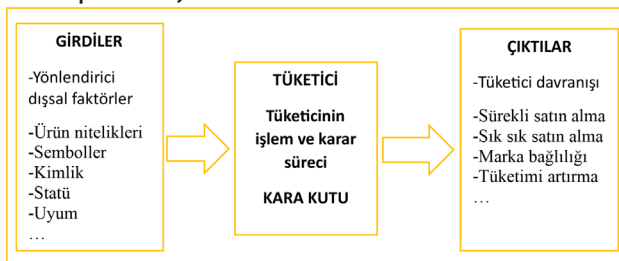 GİRDİLER
-Yönlendirici
dışsal faktörler
-Ürün nitelikleri
-Semboller
-Kimlik
-Statü
-Uyum
…
TÜKETİCİ
Tüketicinin
işlem ve karar
süreci
KARA KUTU
ÇIKTILAR
-Tüketici davranışı
-Sürekli satın alma
-Sık sık satın alma
-Marka bağlılığı
-Tüketimi artırma
…